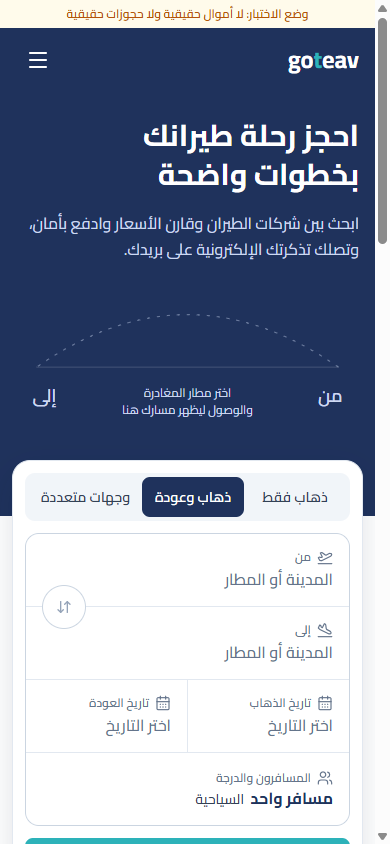 وضع الاختبار: لا أموال حقيقية ولا حجوزات حقيقية
goteav
احجز رحلة طيرانك
بخطوات واضحة
ابحث بين شركات الطيران وقارن الأسعار وادفع بأمان،
وتصلك تذكرتك الإلكترونية على بريدك.
من
اختر مطار المغادرة
والوصول ليظهر مسارك هنا
إلى
ذهاب فقط
ذهاب وعودة
وجهات متعددة
من
المدينة أو المطار
إلى
المدينة أو المطار
تاريخ الذهاب
اختر التاريخ
تاريخ العودة
اختر التاريخ
المسافرون والدرجة
مسافر واحد السياحية